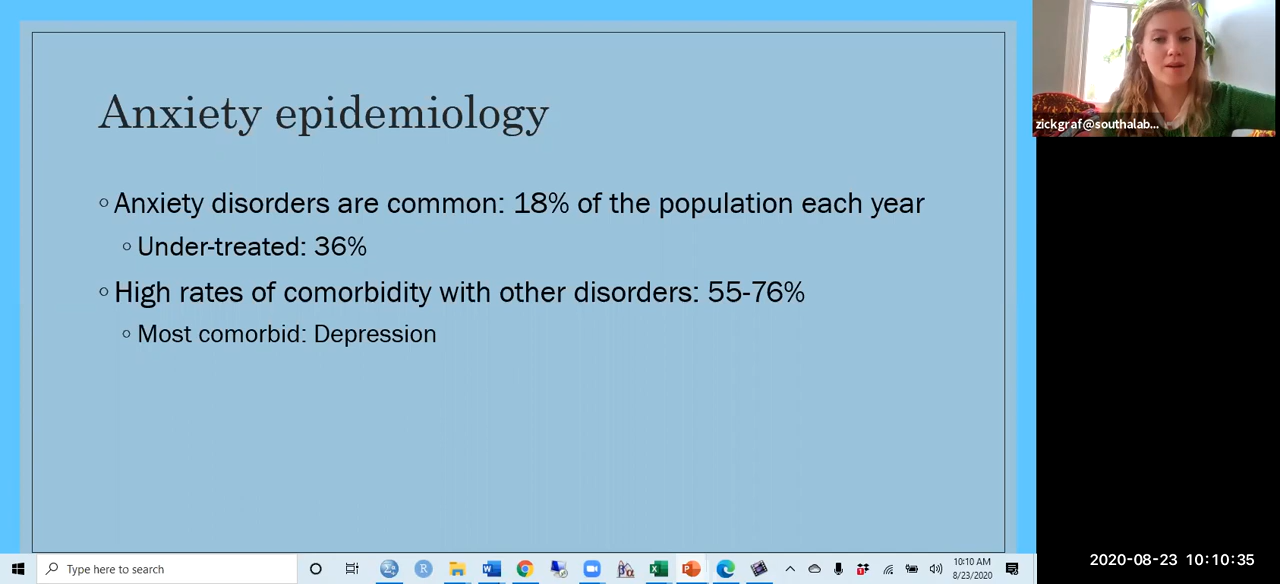 Anxiety epidemiology
Anxiety disorders are common: 18% of the population each year
Under-treated: 36%
High rates of comorbidity with other disorders: 55-76%
Most comorbid: Depression
zickgraf@southalab...
Type here to search
10:10 AM
8/23/2020
2020-08-23 10:10:35